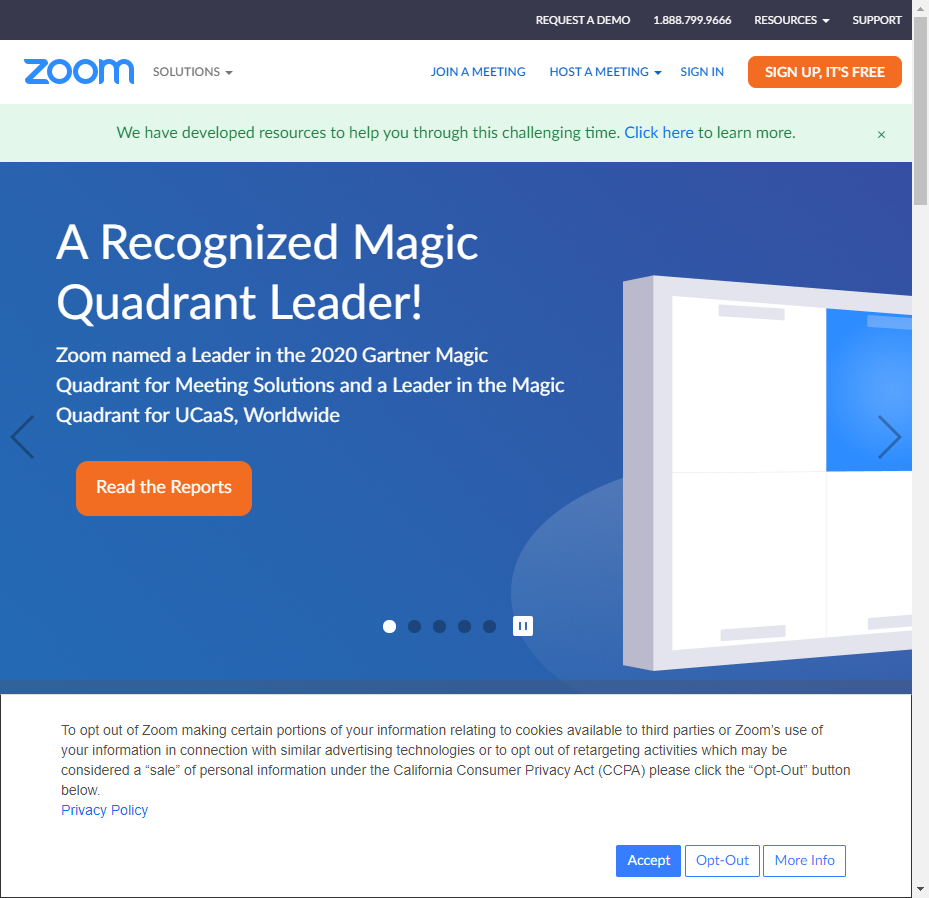 REQUEST A DEMO 1.888.799.9666 RESOURCES SUPPORT
zoom SOLUTIONS JOIN A MEETING HOST A MEETING SIGN IN SIGN UP, IT'S FREE
We have developed resources to help you through this challenging time. Click here to learn more. ×
A Recognized Magic
Quadrant Leader!
Zoom named a Leader in the 2020 Gartner Magic
Quadrant for Meeting Solutions and a Leader in the Magic
Quadrant for UCaaS, Worldwide
Read the Reports
To opt out of Zoom making certain portions of your information relating to cookies available to third parties or Zoom’s use of
your information in connection with similar advertising technologies or to opt out of retargeting activities which may be
considered a “sale” of personal information under the California Consumer Privacy Act (CCPA) please click the “Opt-Out” button
below.
Privacy Policy
Accept Opt-Out More Info